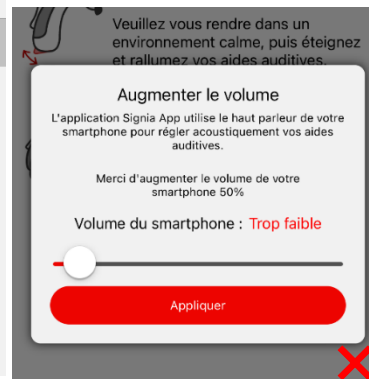 Veuillez vous rendre dans un
environnement calme, puis éteignez
et rallumez vos aides auditives.
Augmenter le volume
L'application Signia App utilise le haut parleur de votre
smartphone pour régler acoustiquement vos aides
auditives.
Merci d'augmenter le volume de votre
smartphone 50%
Volume du smartphone : Trop faible
Appliquer